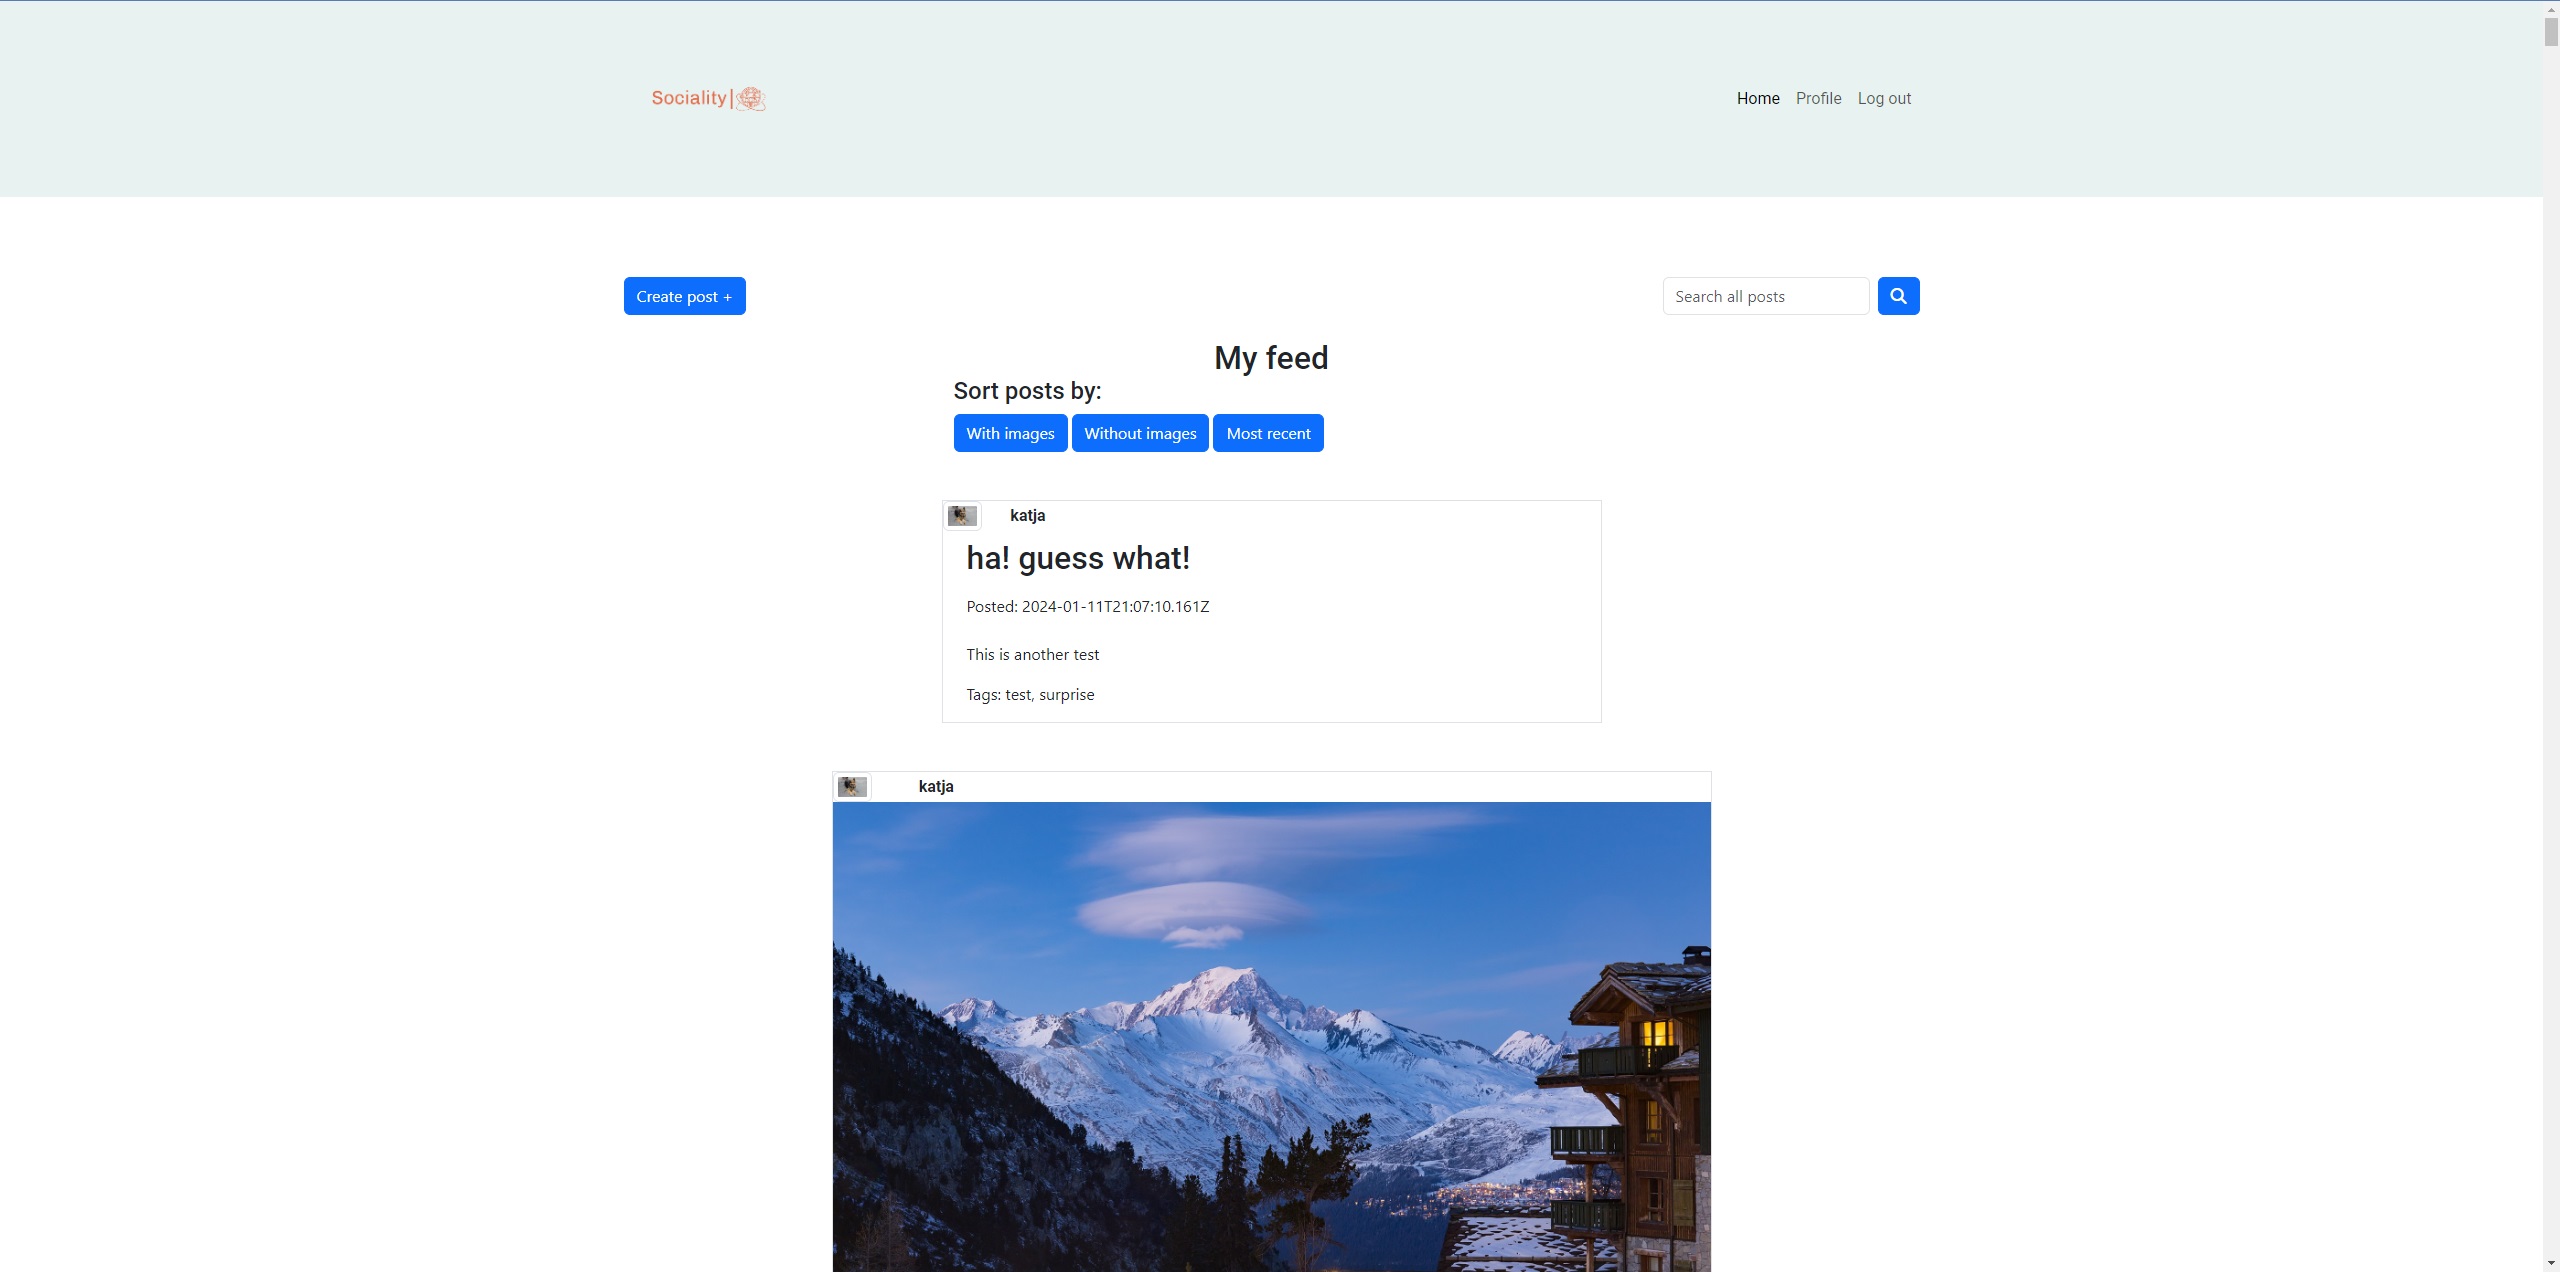 Sociality|
Home Profile Log out
Create post +
Search all posts
My feed
Sort posts by:
With images Without images Most recent
katja
ha! guess what!
Posted: 2024-01-11T21:07:10.161Z
This is another test
Tags: test, surprise
katja